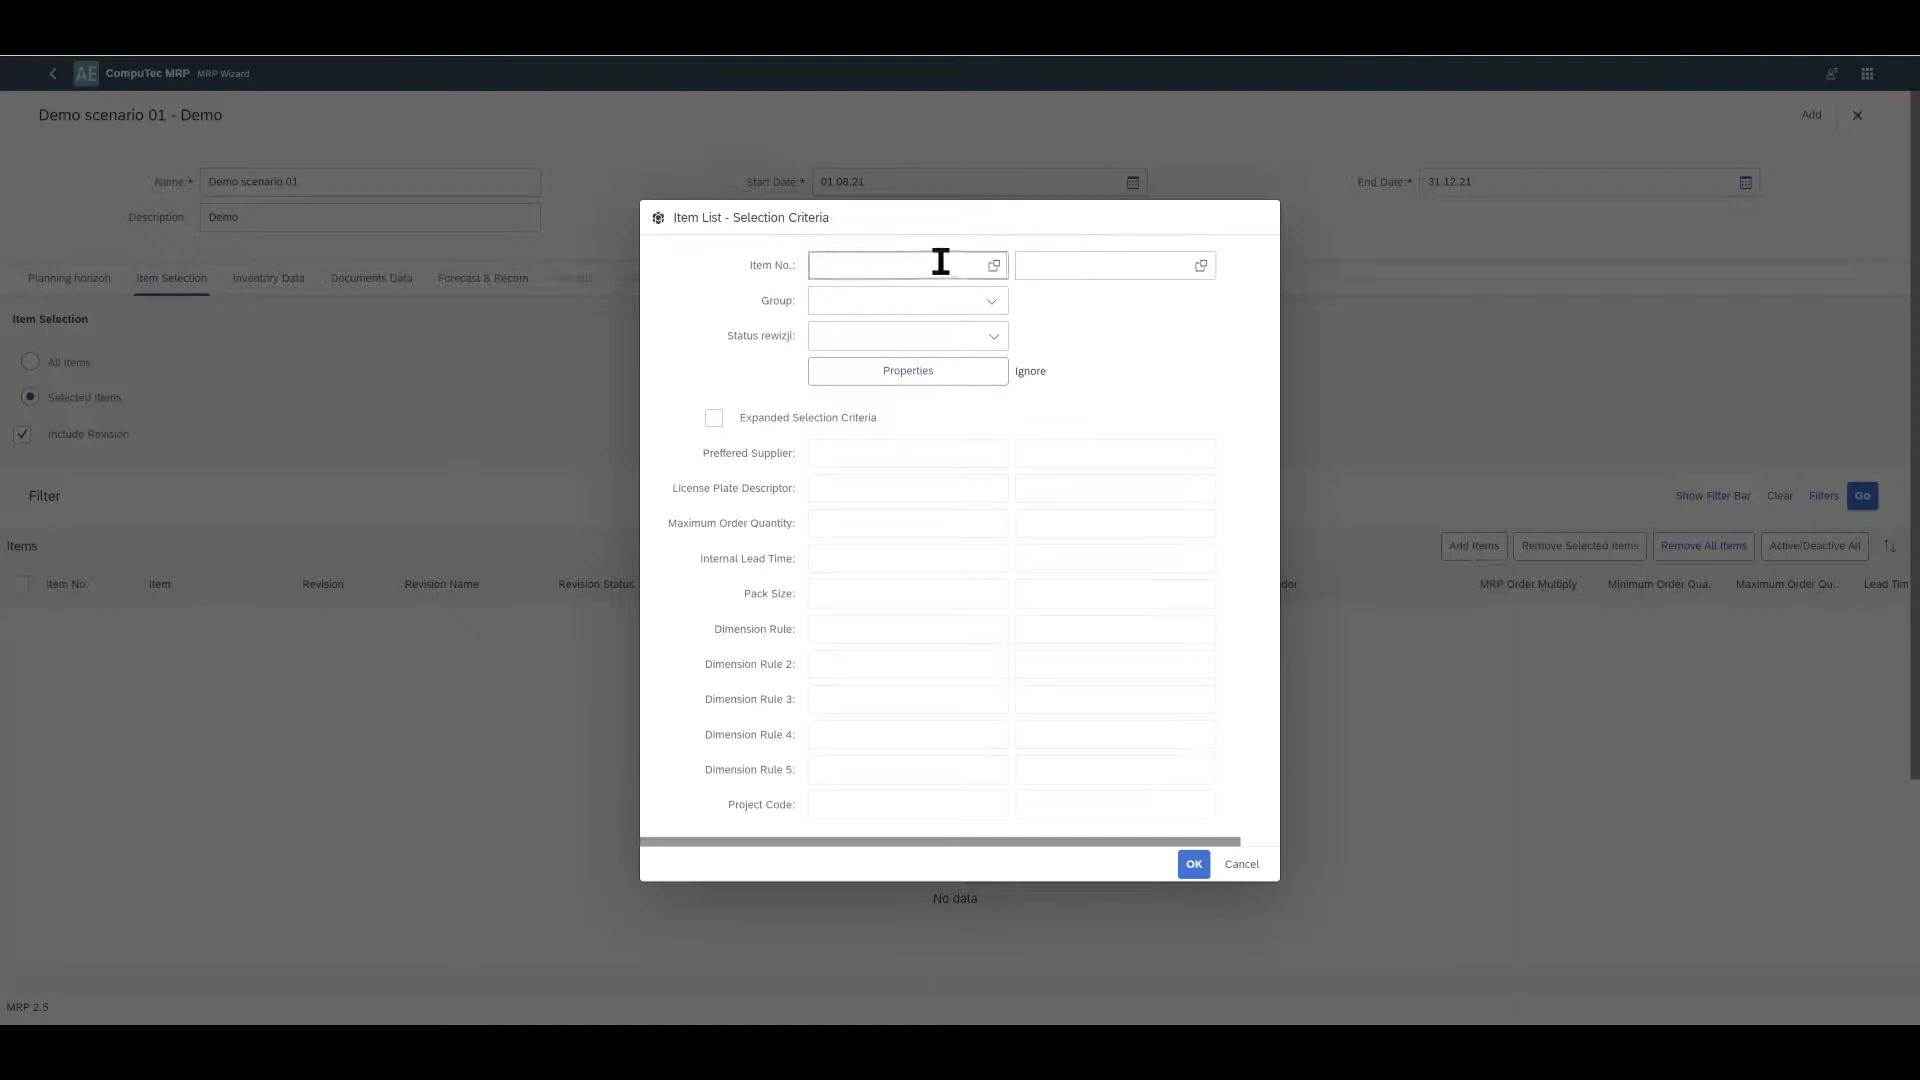 AE CompuTec MRP MRP Wizard
Demo scenario 01 - Demo
Add
Name:* Demo scenario 01 Start Date:* 01.08.21 End Date:* 31.12.21
Description Demo
Item List - Selection Criteria
Item No.:
Group:
Status rewizji:
Properties Ignore
Expanded Selection Criteria
Preffered Supplier:
License Plate Descriptor:
Maximum Order Quantity:
Internal Lead Time:
Pack Size:
Dimension Rule:
Dimension Rule 2:
Dimension Rule 3:
Dimension Rule 4:
Dimension Rule 5:
Project Code:
OK Cancel
Planning horizon Item Selection Inventory Data Documents Data Forecast & Recom
Item Selection
All Items
Selected Items
Include Revision
Filter Show Filter Bar Clear Filters Go
Items Add Items Remove Selected Items Remove All Items Active/Deactive All
Item No. Item Revision Revision Name Revision Status MRP Order Multiply Minimum Order Qua. Maximum Order Qu.. Lead Tim
No data
MRP 2.5